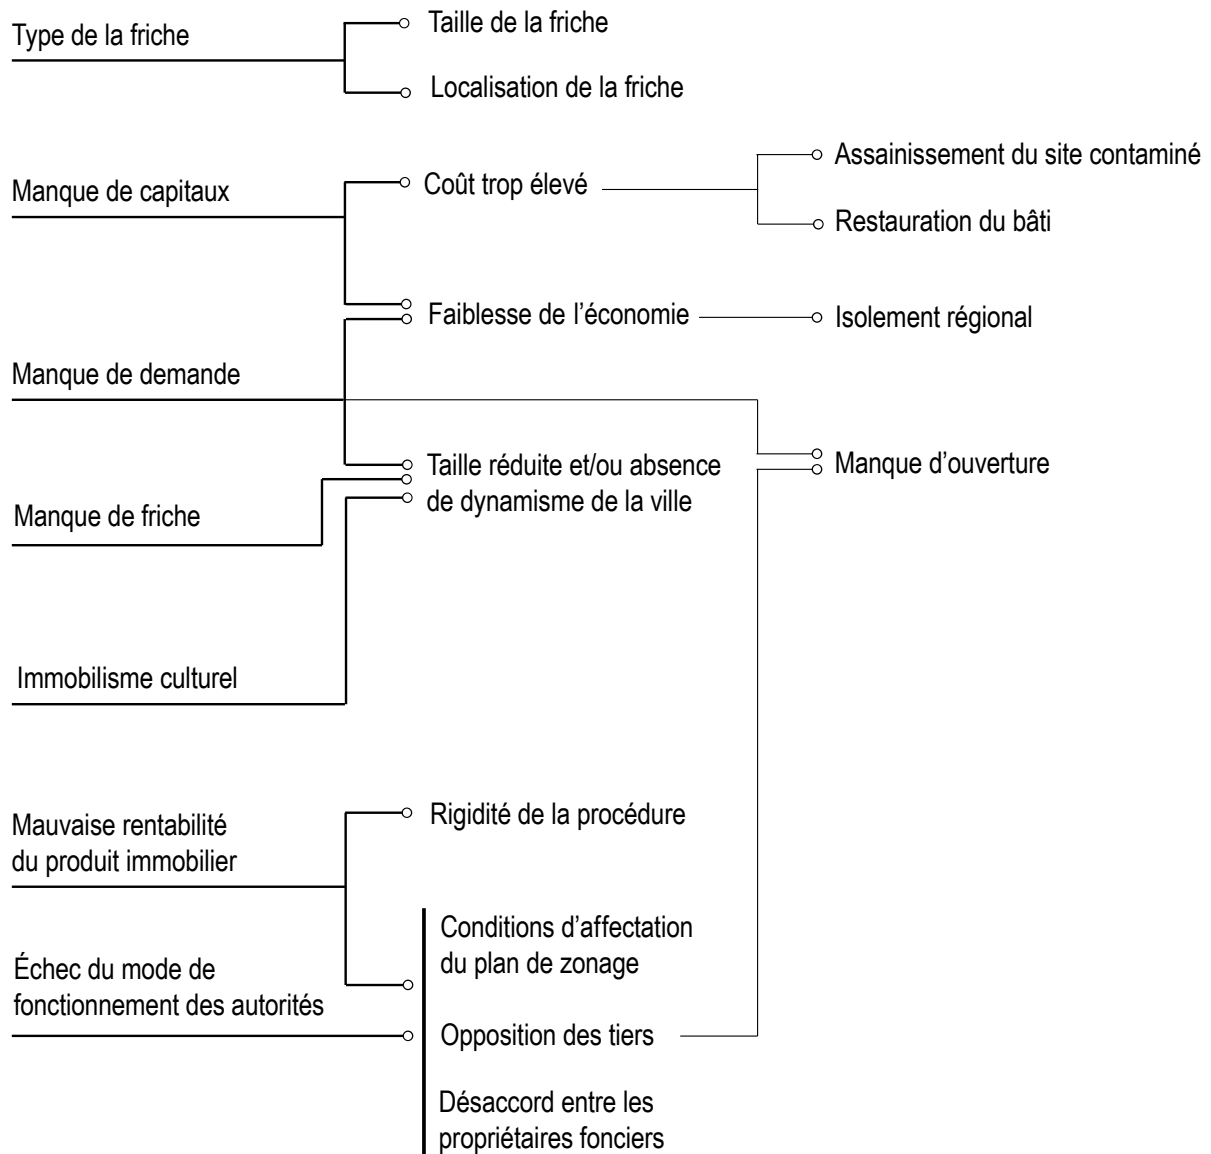 Type de la friche
Taille de la friche
Localisation de la friche
Manque de capitaux
Coût trop élevé
Assainissement du site contaminé
Restauration du bâti
Faiblesse de l’économie
Isolement régional
Manque de demande
Taille réduite et/ou absence
de dynamisme de la ville
Manque d’ouverture
Manque de friche
Immobilisme culturel
Mauvaise rentabilité
du produit immobilier
Rigidité de la procédure
Échec du mode de
fonctionnement des autorités
Conditions d’affectation
du plan de zonage
Opposition des tiers
Désaccord entre les
propriétaires fonciers